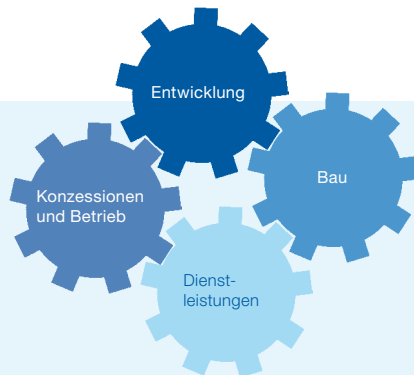 Entwicklung
Bau
Konzessionen
und Betrieb
Dienst-
leistungen